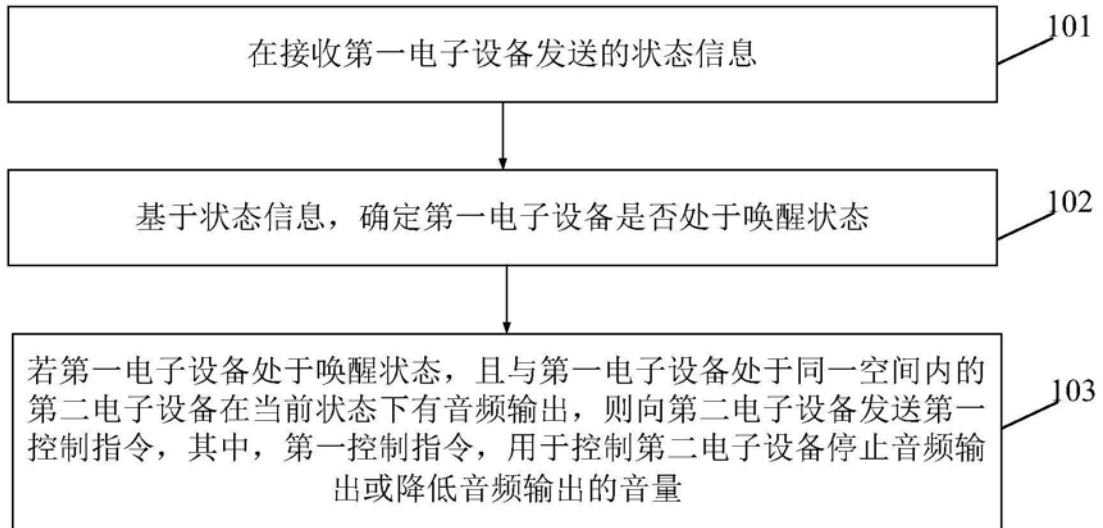 在接收第一电子设备发送的状态信息
101
基于状态信息，确定第一电子设备是否处于唤醒状态
102
若第一电子设备处于唤醒状态，且与第一电子设备处于同一空间内的
第二电子设备在当前状态下有音频输出，则向第二电子设备发送第一
控制指令，其中，第一控制指令，用于控制第二电子设备停止音频输
出或降低音频输出的音量
103